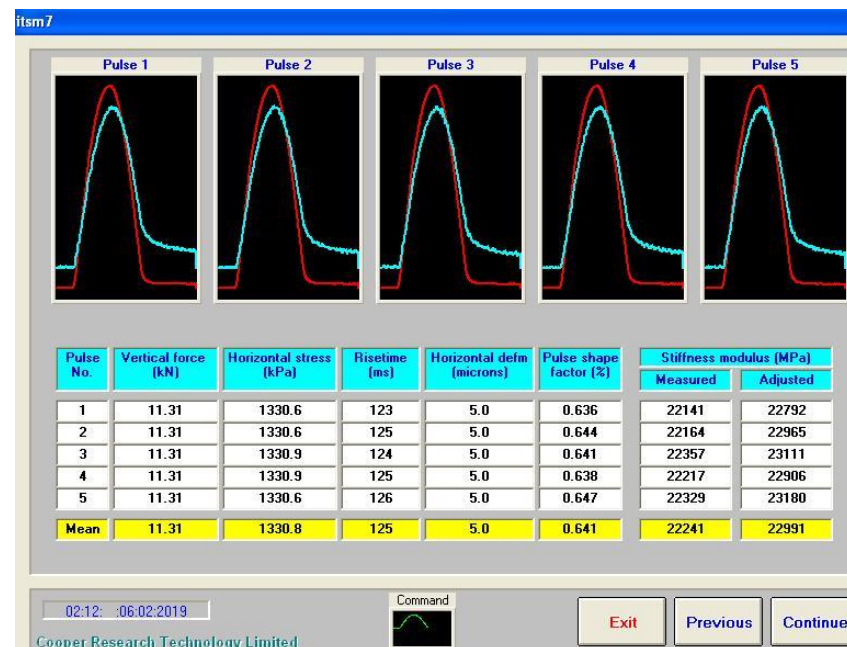 itsm7
Pulse 1 Pulse 2 Pulse 3 Pulse 4 Pulse 5
Pulse No. Vertical force (kN) Horizontal stress (kPa) Risetime (ms) Horizontal defm (microns) Pulse shape factor (%) Stiffness modulus (MPa)
Measured Adjusted
1 11.31 1330.6 123 5.0 0.636 22141 22792
2 11.31 1330.6 125 5.0 0.644 22164 22965
3 11.31 1330.9 124 5.0 0.641 22357 23111
4 11.31 1330.9 125 5.0 0.638 22217 22906
5 11.31 1330.6 126 5.0 0.647 22329 23180
Mean 11.31 1330.8 125 5.0 0.641 22241 22991
Command
02:12: :06:02:2019
Exit Previous Continue
Cooper Research Technology Limited